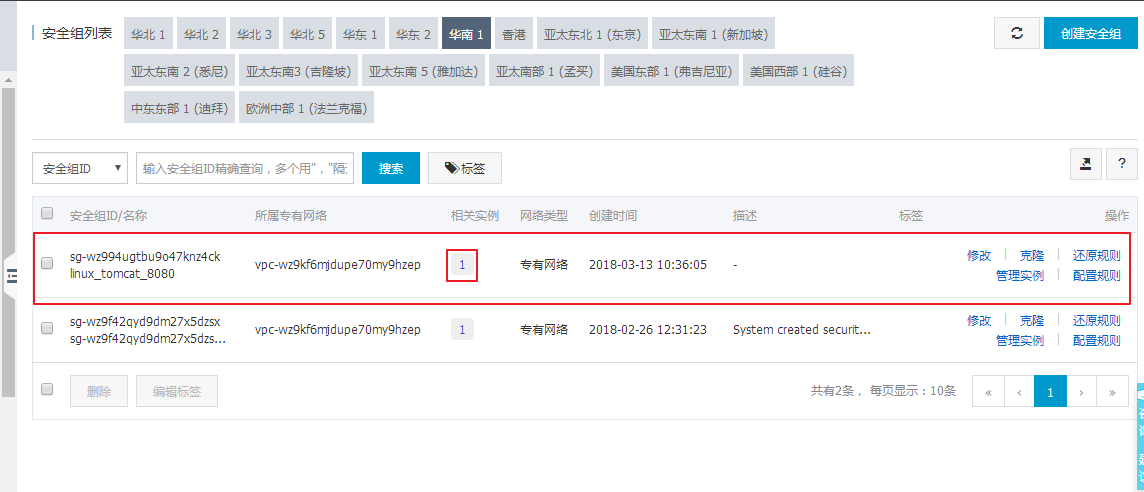 安全组列表 华北 1 华北 2 华北 3 华北 5 华东 1 华东 2 华南 1 香港 亚太东北 1 (东京) 亚太东南 1 (新加坡) 创建安全组
亚太东南 2 (悉尼) 亚太东南3 (吉隆坡) 亚太东南 5 (雅加达) 亚太南部 1 (孟买) 美国东部 1 (弗吉尼亚) 美国西部 1 (硅谷)
中东东部 1 (迪拜) 欧洲中部 1 (法兰克福)
安全组ID 输入安全组ID精确查询，多个用"，"隔 搜索 标签 ?
安全组ID/名称 所属专有网络 相关实例 网络类型 创建时间 描述 标签 操作
sg-wz994ugtbu9o47knz4ck vpc-wz9kf6mjdupe70my9hzep 1 专有网络 2018-03-13 10:36:05 - 修改 克隆 还原规则
linux_tomcat_8080 管理实例 配置规则
sg-wz9f42qyd9dm27x5dzsx vpc-wz9kf6mjdupe70my9hzep 1 专有网络 2018-02-26 12:31:23 System created securit... 修改 克隆 还原规则
sg-wz9f42qyd9dm27x5dzs... 管理实例 配置规则
删除 编辑标签 共有2条， 每页显示：10条 « ‹ 1 › »